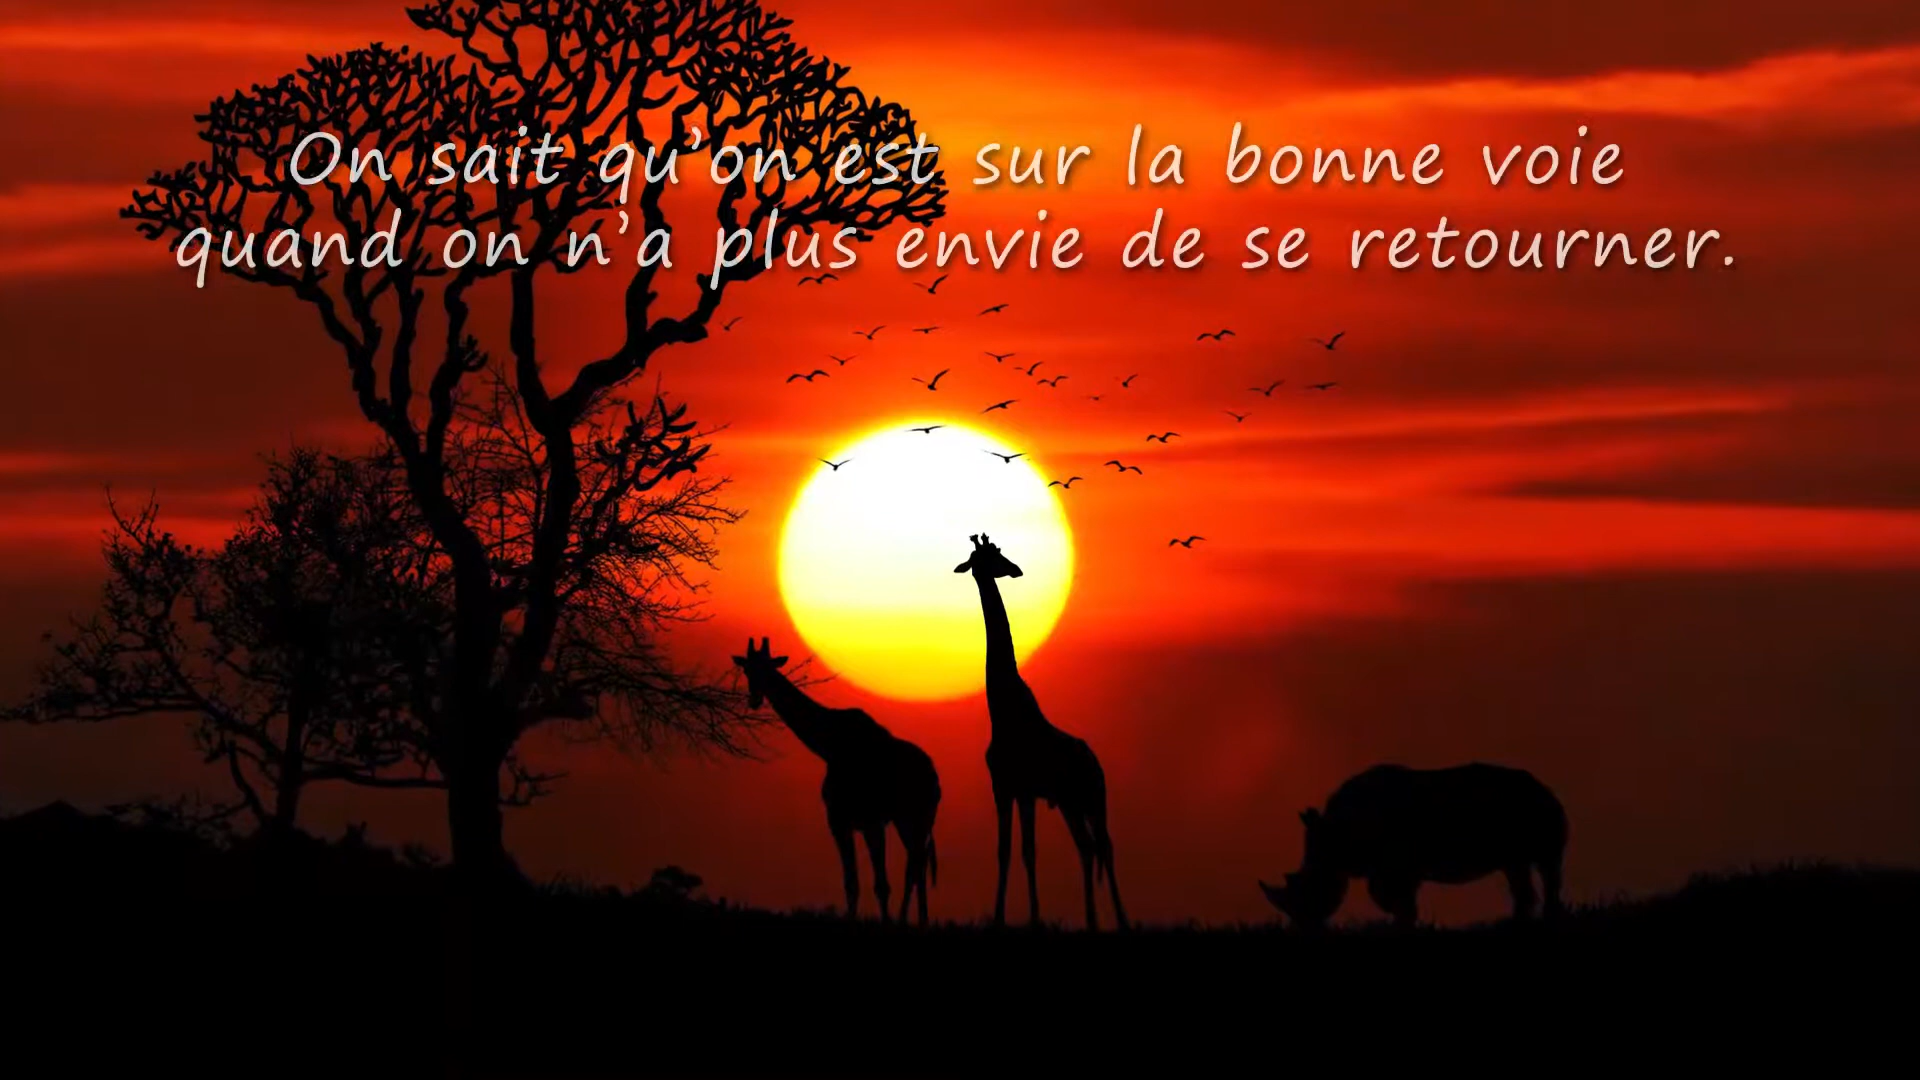 On sait qu’on est sur la bonne voie
quand on n’a plus envie de se retourner.